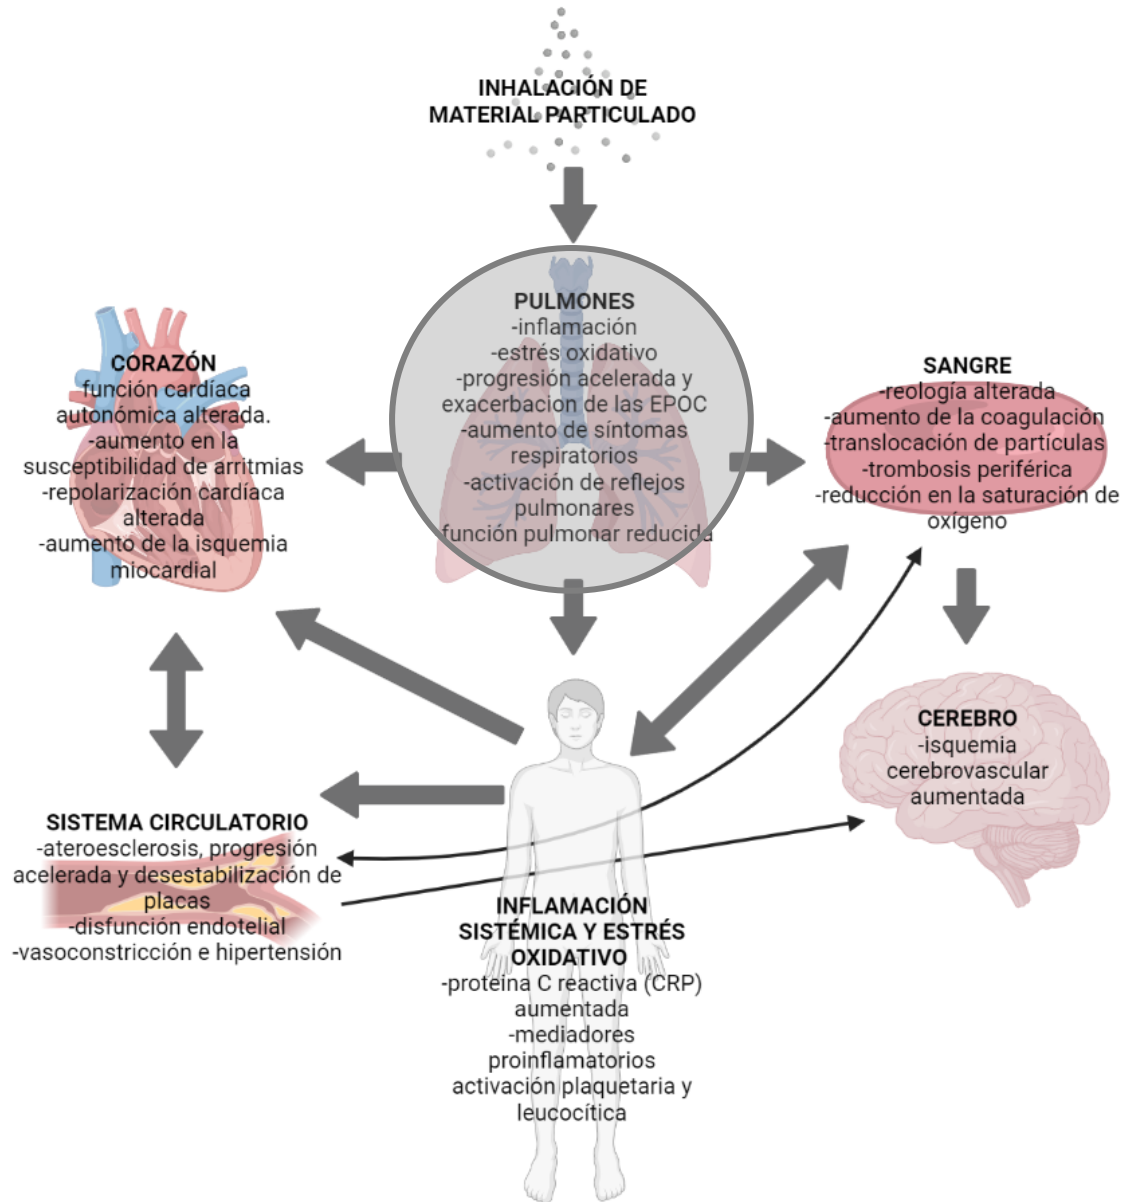 INHALACIÓN DE
MATERIAL PARTICULADO
PULMONES
-inflamación
-estrés oxidativo
-progresión acelerada y
exacerbacion de las EPOC
-aumento de síntomas
respiratorios
-activación de reflejos
pulmonares
función pulmonar reducida
CORAZÓN
función cardíaca
autonómica alterada.
-aumento en la
susceptibilidad de arritmias
-repolarización cardíaca
alterada
-aumento de la isquemia
miocardial
SANGRE
-reología alterada
-aumento de la coagulación
-translocación de partículas
-trombosis periférica
-reducción en la saturación de
oxígeno
CEREBRO
-isquemia
cerebrovascular
aumentada
SISTEMA CIRCULATORIO
-ateroesclerosis, progresión
acelerada y desestabilización de
placas
-disfunción endotelial
-vasoconstricción e hipertensión
INFLAMACIÓN
SISTÉMICA Y ESTRÉS
OXIDATIVO
-proteina C reactiva (CRP)
aumentada
-mediadores
proinflamatorios
activación plaquetaria y
leucocítica